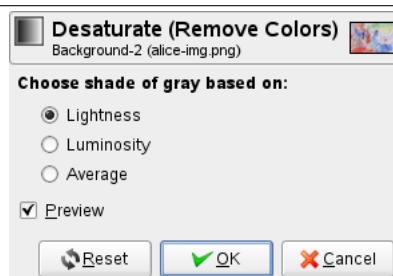 Desaturate (Remove Colors)
Background-2 (alice-img.png)
Choose shade of gray based on:
Lightness
Luminosity
Average
Preview
Reset OK Cancel